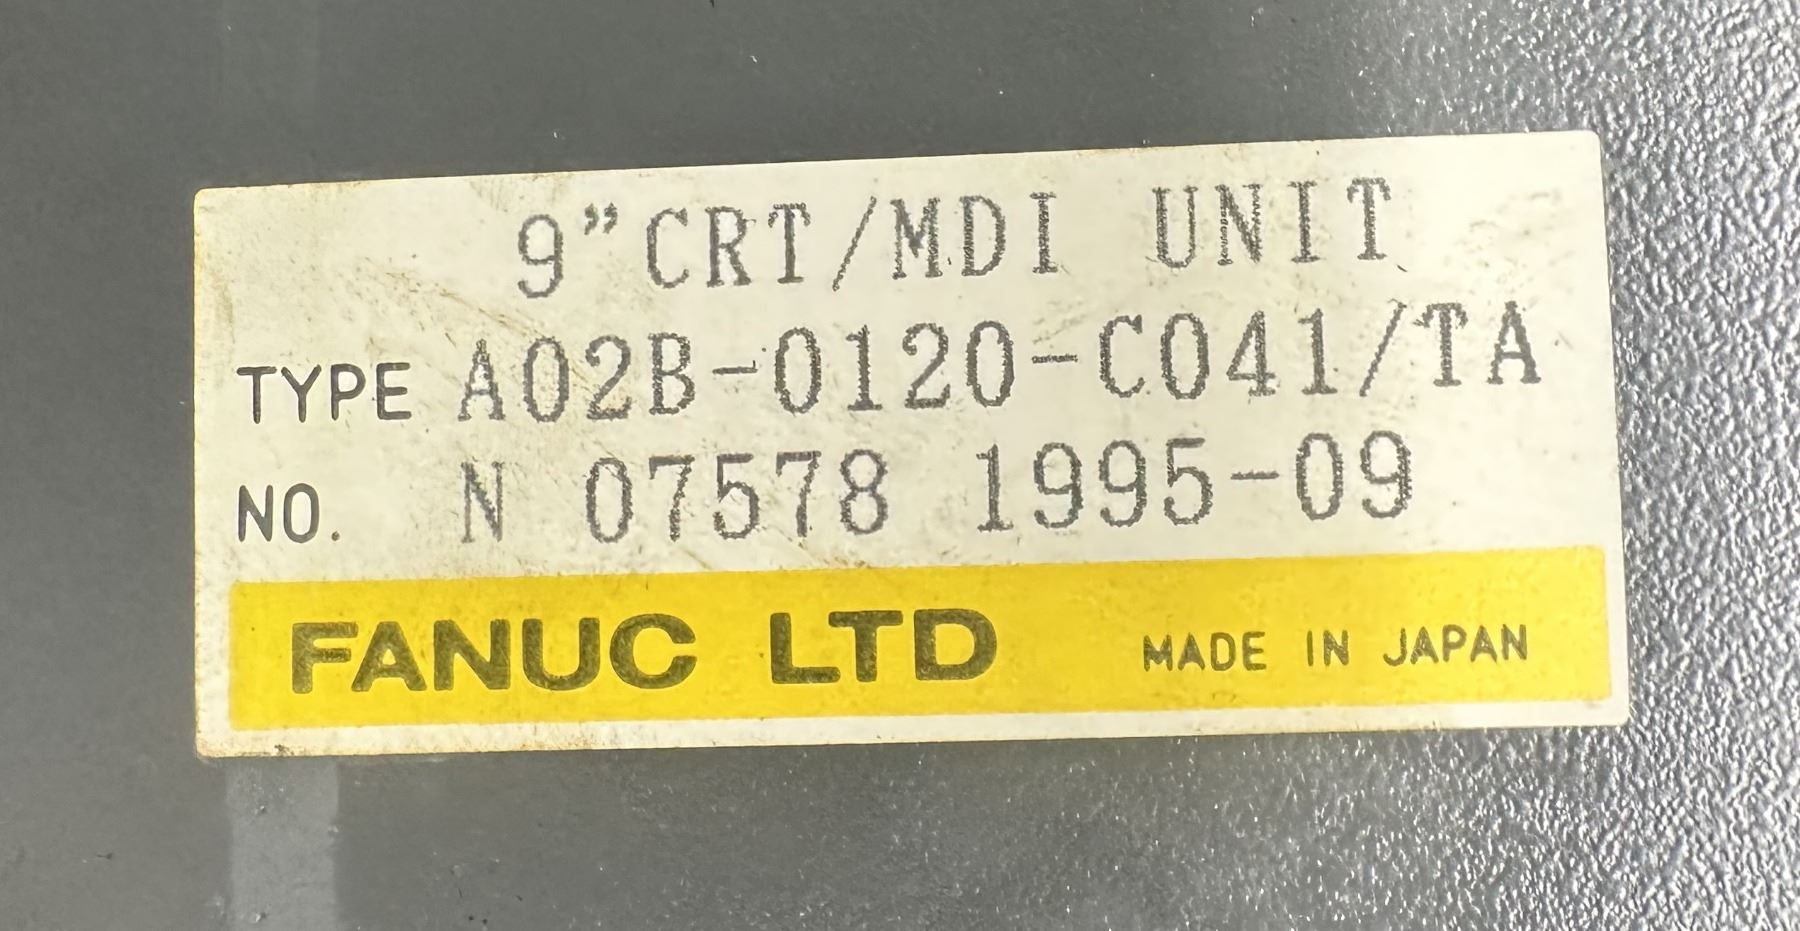 9"CRT/MDI UNIT
TYPE A02B-0120-C041/TA
NO. N 07578 1995-09
FANUC LTD MADE IN JAPAN